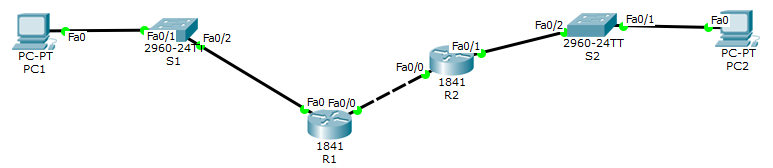 Fa0
Fa0/1
2960-24TT
S1
Fa0/2
PC-PT
PC1
Fa0
Fa0/0
1841
R1
Fa0/0
Fa0/1
1841
R2
Fa0/2
2960-24TT
S2
Fa0/1
Fa0
PC-PT
PC2